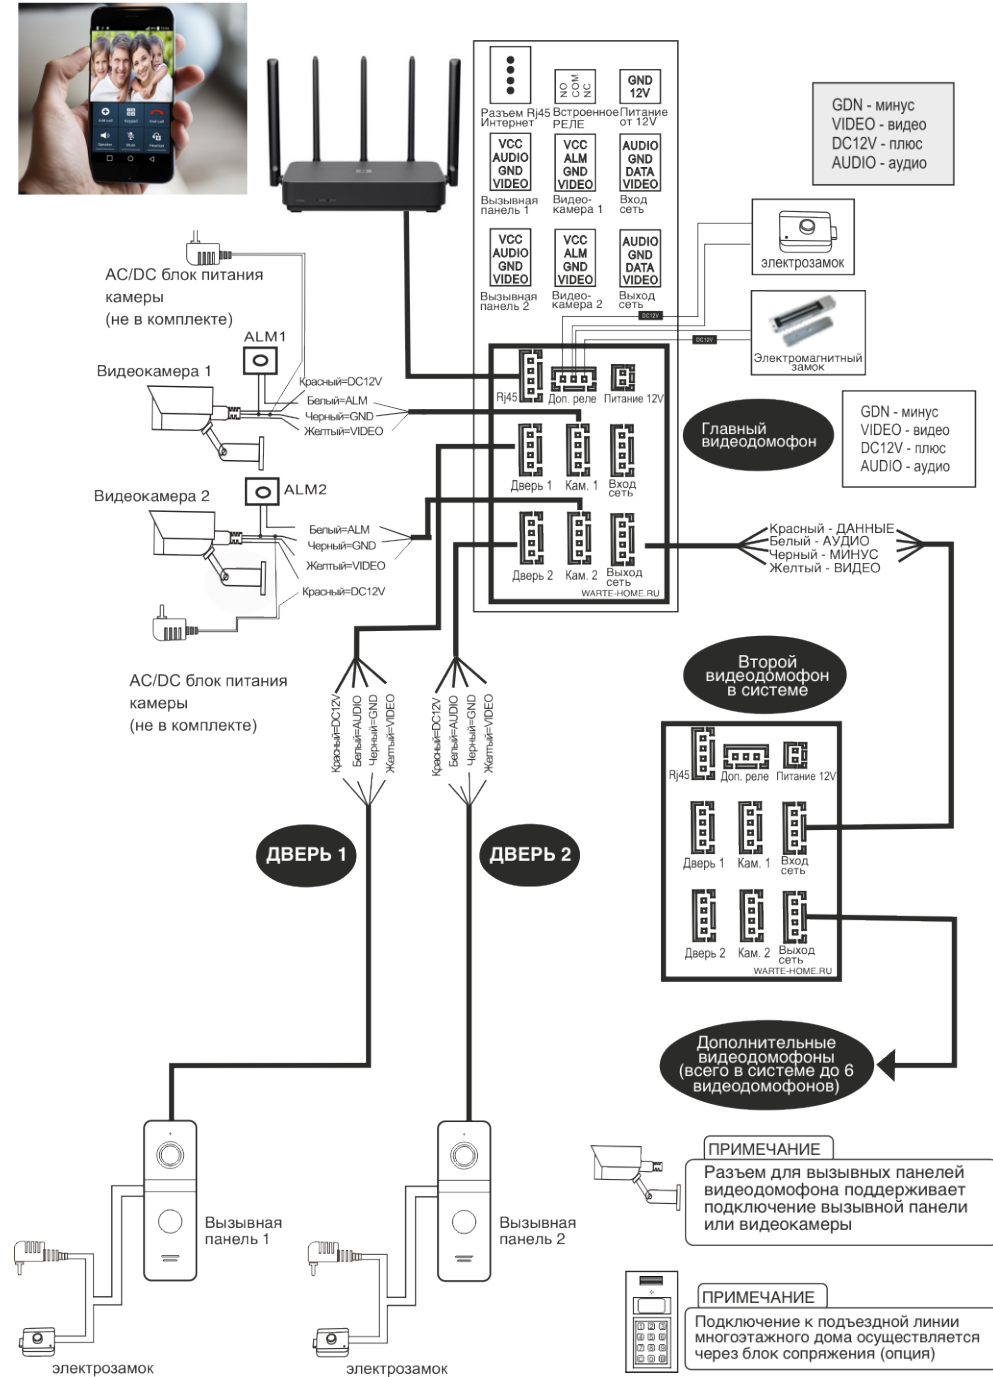 Разъем Rj45
Интернет
NO
COM
NC
Встроенное
РЕЛЕ
GND
12V
Питание
от 12V
VCC
AUDIO
GND
VIDEO
Вызывная
панель 1
VCC
ALM
GND
VIDEO
Видео-
камера 1
AUDIO
GND
DATA
VIDEO
Вход
сеть
VCC
AUDIO
GND
VIDEO
Вызывная
панель 2
VCC
ALM
GND
VIDEO
Видео-
камера 2
AUDIO
GND
DATA
VIDEO
Выход
сеть
GDN - минус
VIDEO - видео
DC12V - плюс
AUDIO - аудио
электрозамок
DC12V
DC12V
Электромагнитный
замок
AC/DC блок питания
камеры
(не в комплекте)
ALM1
Видеокамера 1
Красный=DC12V
Белый=ALM
Черный=GND
Желтый=VIDEO
Rj45
Доп. реле
Питание 12V
Дверь 1
Кам. 1
Вход
сеть
Дверь 2
Кам. 2
Выход
сеть
WARTE-HOME.RU
Главный
видеодомофон
GDN - минус
VIDEO - видео
DC12V - плюс
AUDIO - аудио
Видеокамера 2
ALM2
Белый=ALM
Черный=GND
Желтый=VIDEO
Красный=DC12V
AC/DC блок питания
камеры
(не в комплекте)
Красный - ДАННЫЕ
Белый - АУДИО
Черный - МИНУС
Желтый - ВИДЕО
Красный=DC12V
Белый=AUDIO
Черный=GND
Желтый=VIDEO
Красный=DC12V
Белый=AUDIO
Черный=GND
Желтый=VIDEO
Второй
видеодомофон
в системе
Rj45
Доп. реле
Питание 12V
Дверь 1
Кам. 1
Вход
сеть
Дверь 2
Кам. 2
Выход
сеть
WARTE-HOME.RU
ДВЕРЬ 1
ДВЕРЬ 2
Дополнительные
видеодомофоны
(всего в системе до 6
видеодомофонов)
Вызывная
панель 1
Вызывная
панель 2
электрозамок
электрозамок
ПРИМЕЧАНИЕ
Разъем для вызывных панелей
видеодомофона поддерживает
подключение вызывной панели
или видеокамеры
ПРИМЕЧАНИЕ
Подключение к подъездной линии
многоэтажного дома осуществляется
через блок сопряжения (опция)